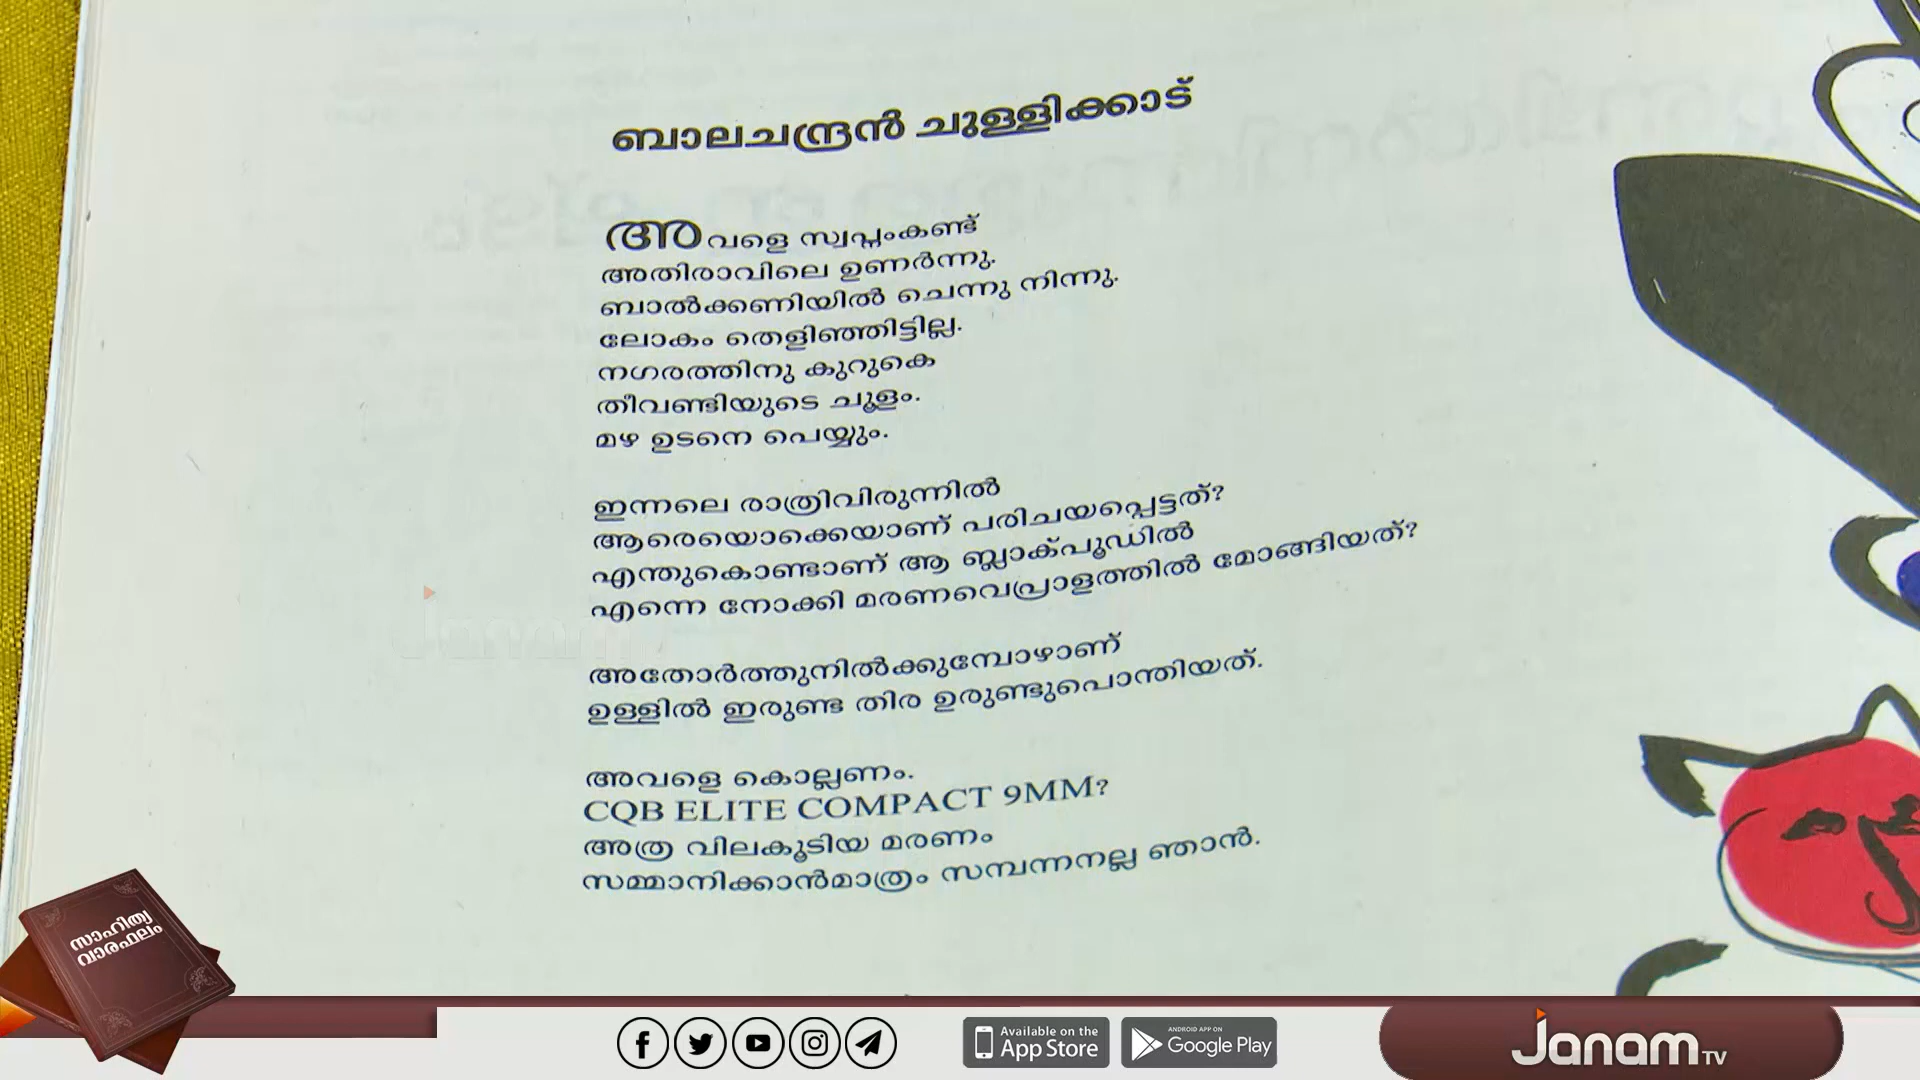 ബാലചന്ദ്രൻ ചുള്ളിക്കാട്
അവളെ സ്വപ്നംകണ്ട്
അതിരാവിലെ ഉണർന്നു.
ബാൽക്കണിയിൽ ചെന്നു നിന്നു.
ലോകം തെളിഞ്ഞിട്ടില്ല.
നഗരത്തിനു കുറുകെ
തീവണ്ടിയുടെ ചൂളം.
മഴ ഉടനെ പെയ്യും.
ഇന്നലെ രാത്രിവിരുന്നിൽ
ആരെയൊക്കെയാണ് പരിചയപ്പെട്ടത്?
എന്തുകൊണ്ടാണ് ആ ബ്ലാക്പൂഡിൽ
എന്നെ നോക്കി മരണവെപ്രാളത്തിൽ മോങ്ങിയത്?
അതോർത്തുനിൽക്കുമ്പോഴാണ്
ഉള്ളിൽ ഇരുണ്ട തിര ഉരുണ്ടുപൊന്തിയത്.
അവളെ കൊല്ലണം.
CQB ELITE COMPACT 9MM?
അത്ര വിലകൂടിയ മരണം
സമ്മാനിക്കാൻമാത്രം സമ്പന്നനല്ല ഞാൻ.
സാഹിത്യ
വാരഫലം
Available on the
App Store
ANDROID APP ON
Google Play
Janam TV